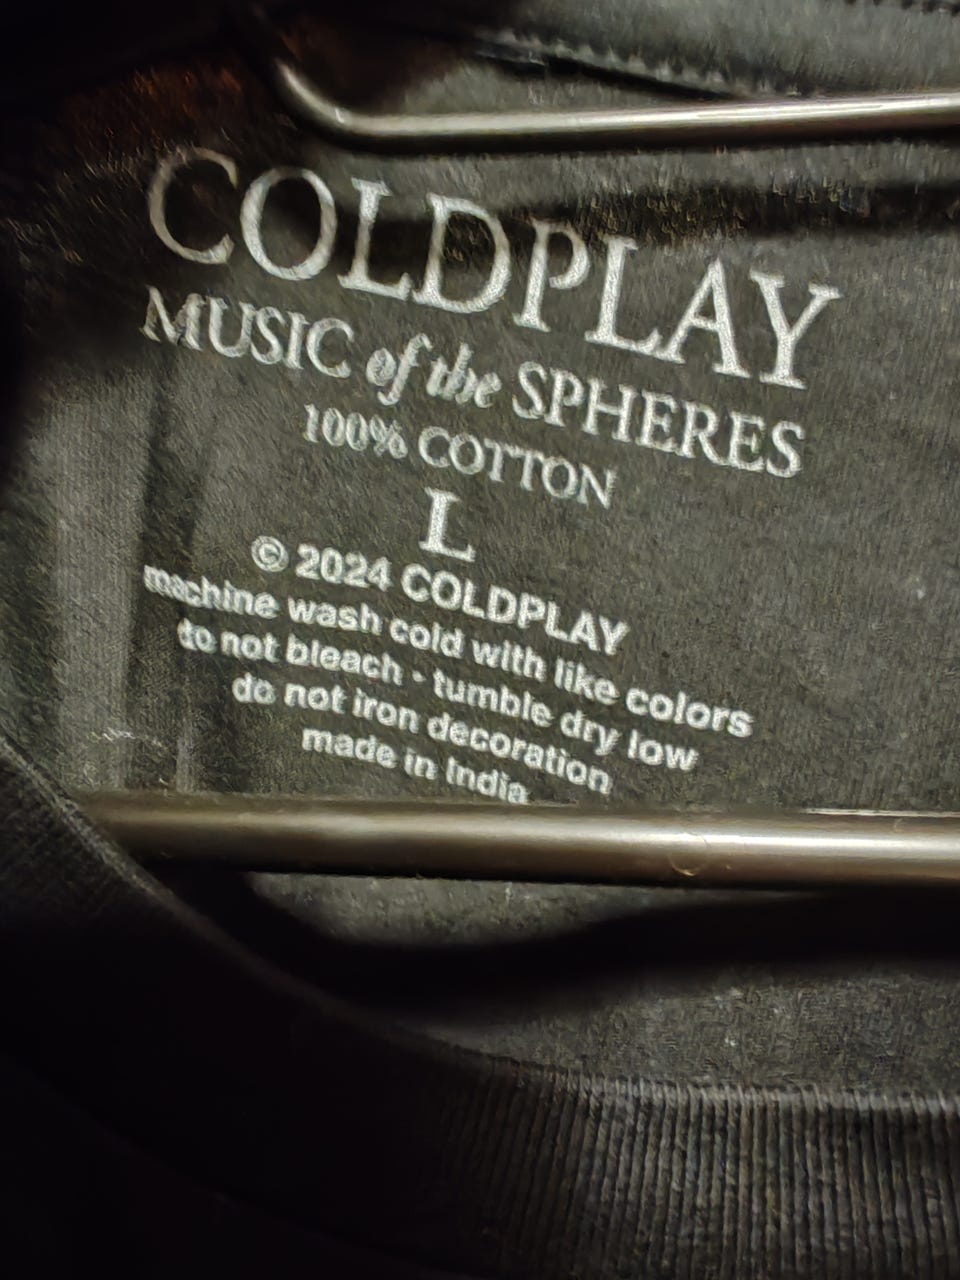 COLDPLAY
MUSIC of the SPHERES
100% COTTON
L
© 2024 COLDPLAY
machine wash cold with like colors
do not bleach • tumble dry low
do not iron decoration
made in India